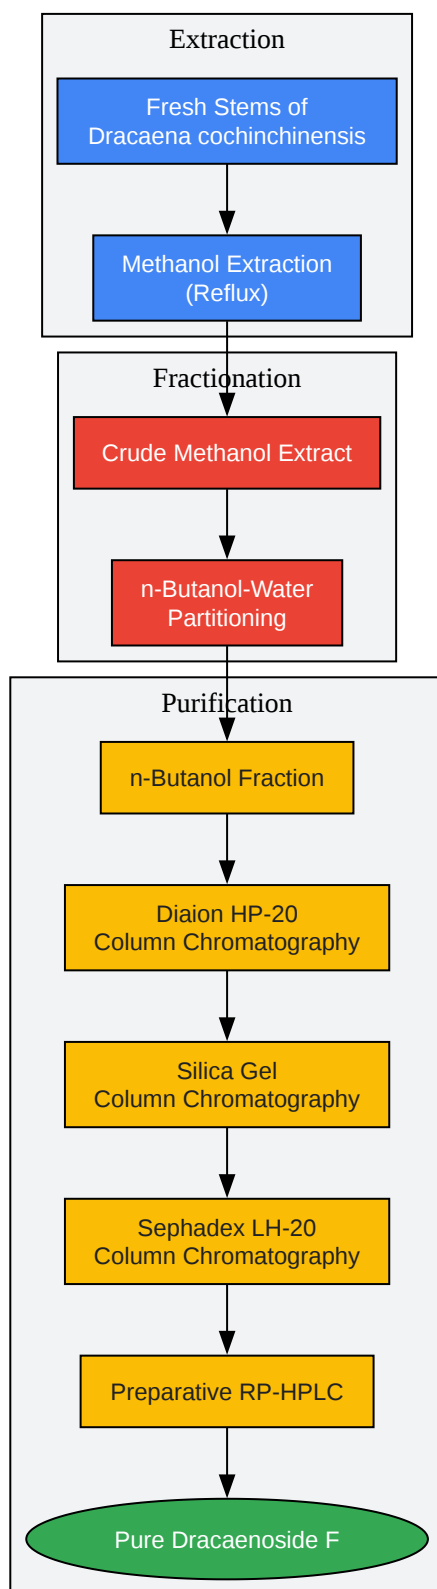 Extraction
Fresh Stems of
Dracaena cochinchinensis
Methanol Extraction
(Reflux)
Fractionation
Crude Methanol Extract
n-Butanol-Water
Partitioning
Purification
n-Butanol Fraction
Diaion HP-20
Column Chromatography
Silica Gel
Column Chromatography
Sephadex LH-20
Column Chromatography
Preparative RP-HPLC
Pure Dracaenoside F